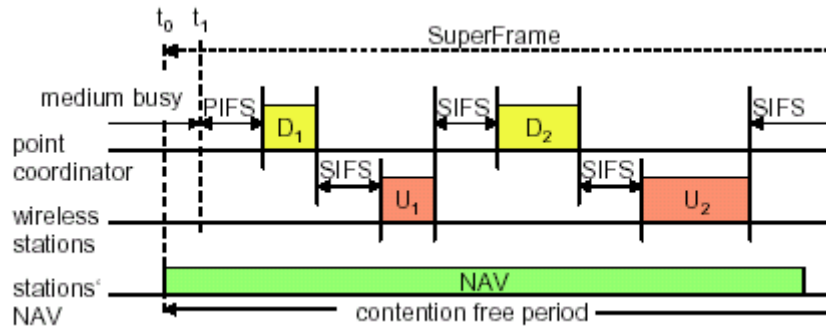 t0 t1
SuperFrame
medium busy
PIFS SIFS SIFS
D1 D2
point
coordinator
SIFS SIFS
U1 U2
wireless
stations
stations‘
NAV
NAV
contention free period